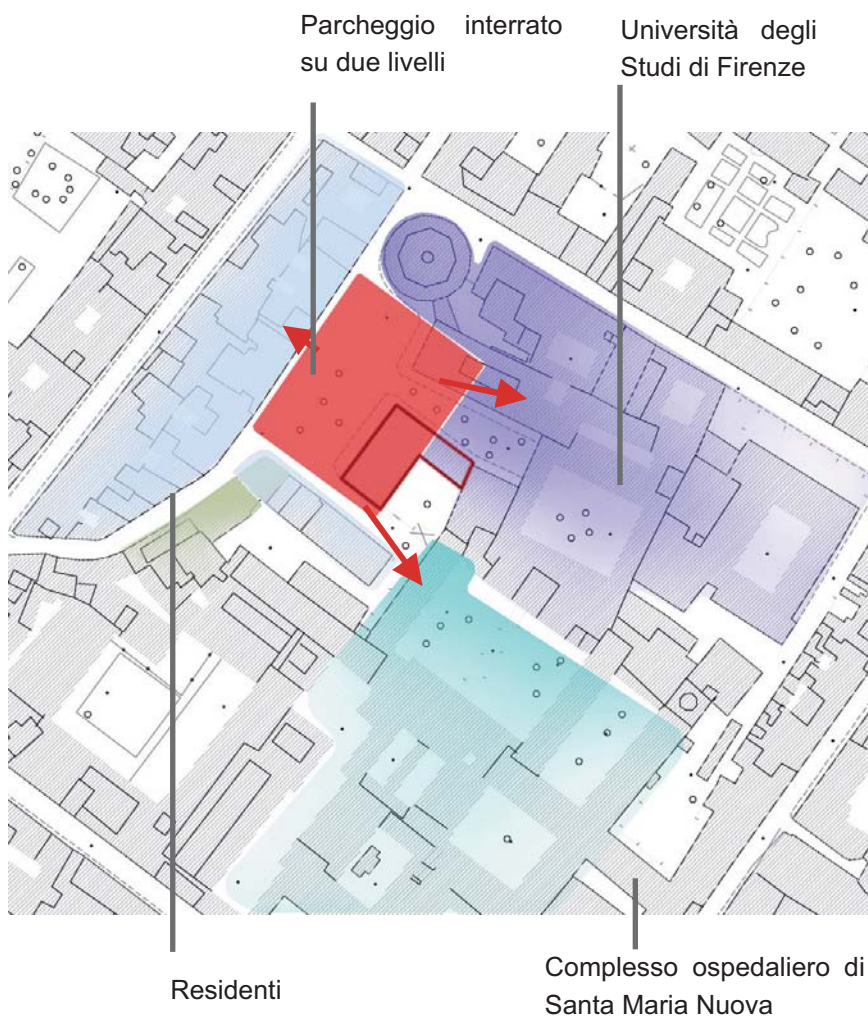 Parcheggio interrato
su due livelli
Università degli
Studi di Firenze
Residenti
Complesso ospedaliero di
Santa Maria Nuova